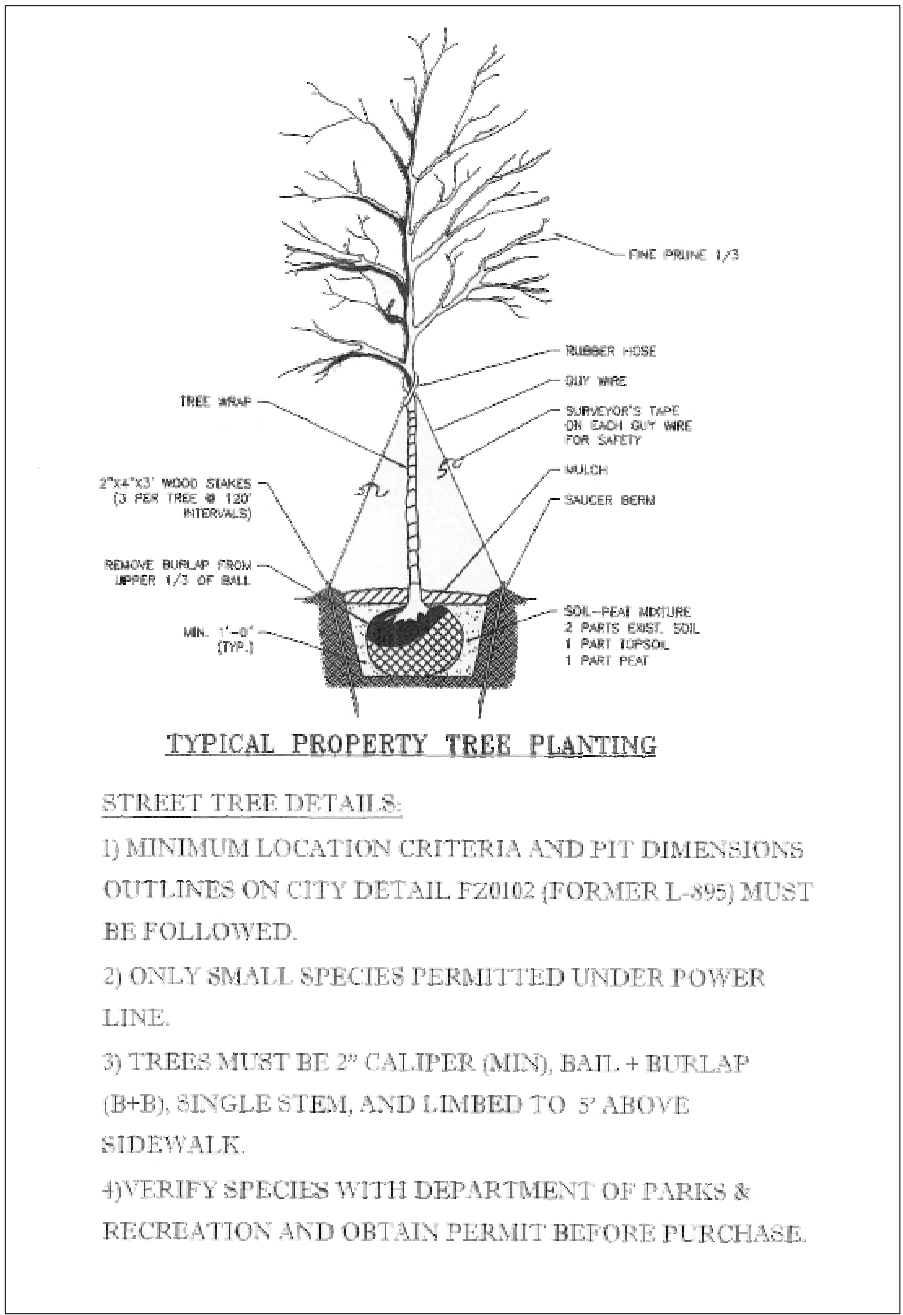 FINE PRUNE 1/3
RUBBER HOSE
GUY WIRE
TREE WRAP
SURVEYOR'S TAPE
ON EACH GUY WIRE
FOR SAFETY
MULCH
2"X4"X3' WOOD STAKES
(3 PER TREE @ 120°
INTERVALS)
SAUCER BERM
REMOVE BURLAP FROM
UPPER 1/3 OF BALL
SOIL-PEAT MIXTURE
2 PARTS EXIST. SOIL
1 PART TOPSOIL
1 PART PEAT
MIN. 1'-0"
(TYP.)
TYPICAL PROPERTY TREE PLANTING
STREET TREE DETAILS:
1) MINIMUM LOCATION CRITERIA AND PIT DIMENSIONS
OUTLINES ON CITY DETAIL FZ0102 (FORMER L-895) MUST
BE FOLLOWED.
2) ONLY SMALL SPECIES PERMITTED UNDER POWER
LINE.
3) TREES MUST BE 2" CALIPER (MIN), BAIL + BURLAP
(B+B), SINGLE STEM, AND LIMBED TO 5' ABOVE
SIDEWALK.
4)VERIFY SPECIES WITH DEPARTMENT OF PARKS &
RECREATION AND OBTAIN PERMIT BEFORE PURCHASE.